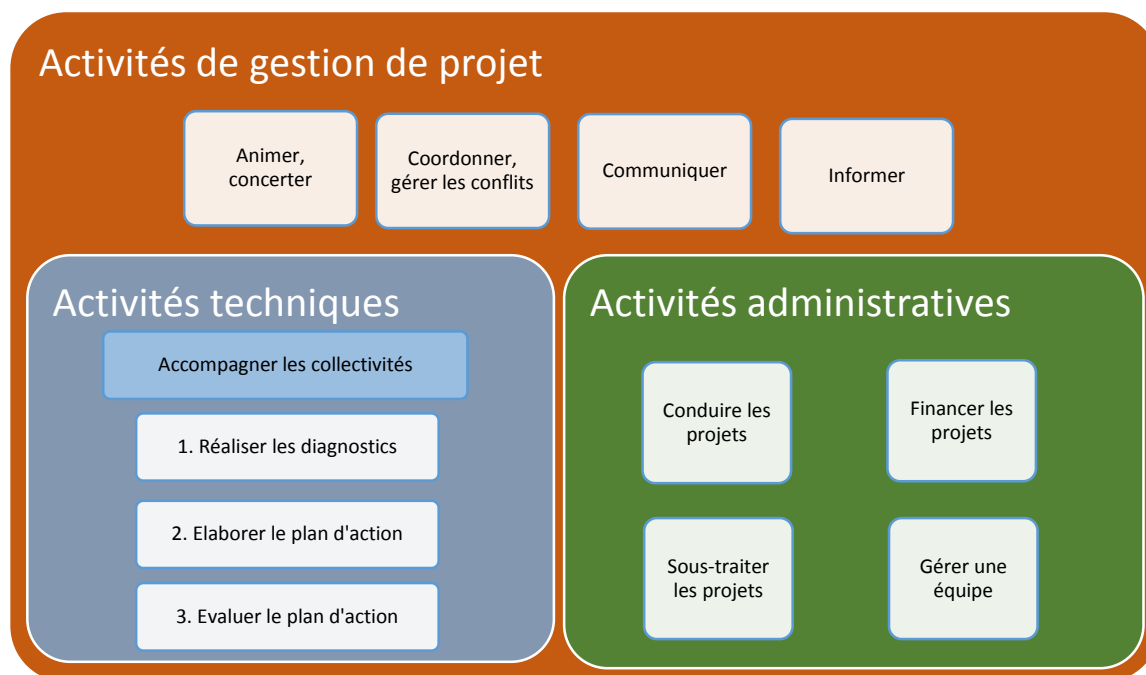 Activités de gestion de projet
Animer,
concerter
Coordonner,
gérer les conflits
Communiquer
Informer
Activités techniques
Accompagner les collectivités
1. Réaliser les diagnostics
2. Elaborer le plan d'action
3. Evaluer le plan d'action
Activités administratives
Conduire les
projets
Financer les
projets
Sous-traiter
les projets
Gérer une
équipe